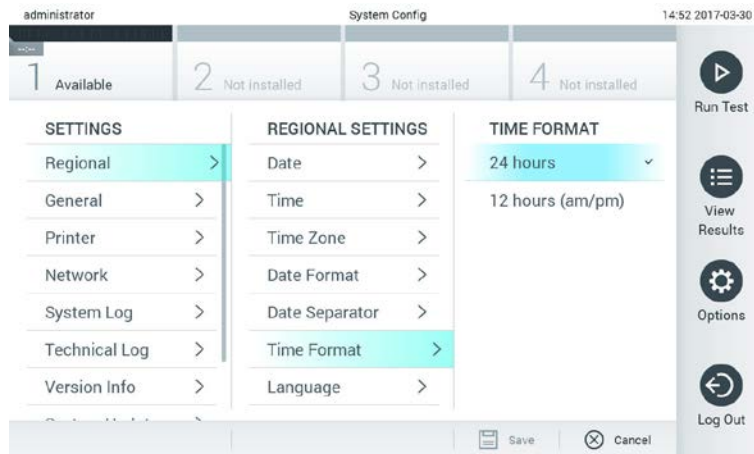 administrator System Config 14:52 2017-03-30
--:--
1 Available 2 Not installed 3 Not installed 4 Not installed
Run Test
SETTINGS REGIONAL SETTINGS TIME FORMAT
Regional Date 24 hours
General Time 12 hours (am/pm)
View
Results
Printer Time Zone
Network Date Format
System Log Date Separator
Options
Technical Log Time Format
Version Info Language
Log Out
Save Cancel